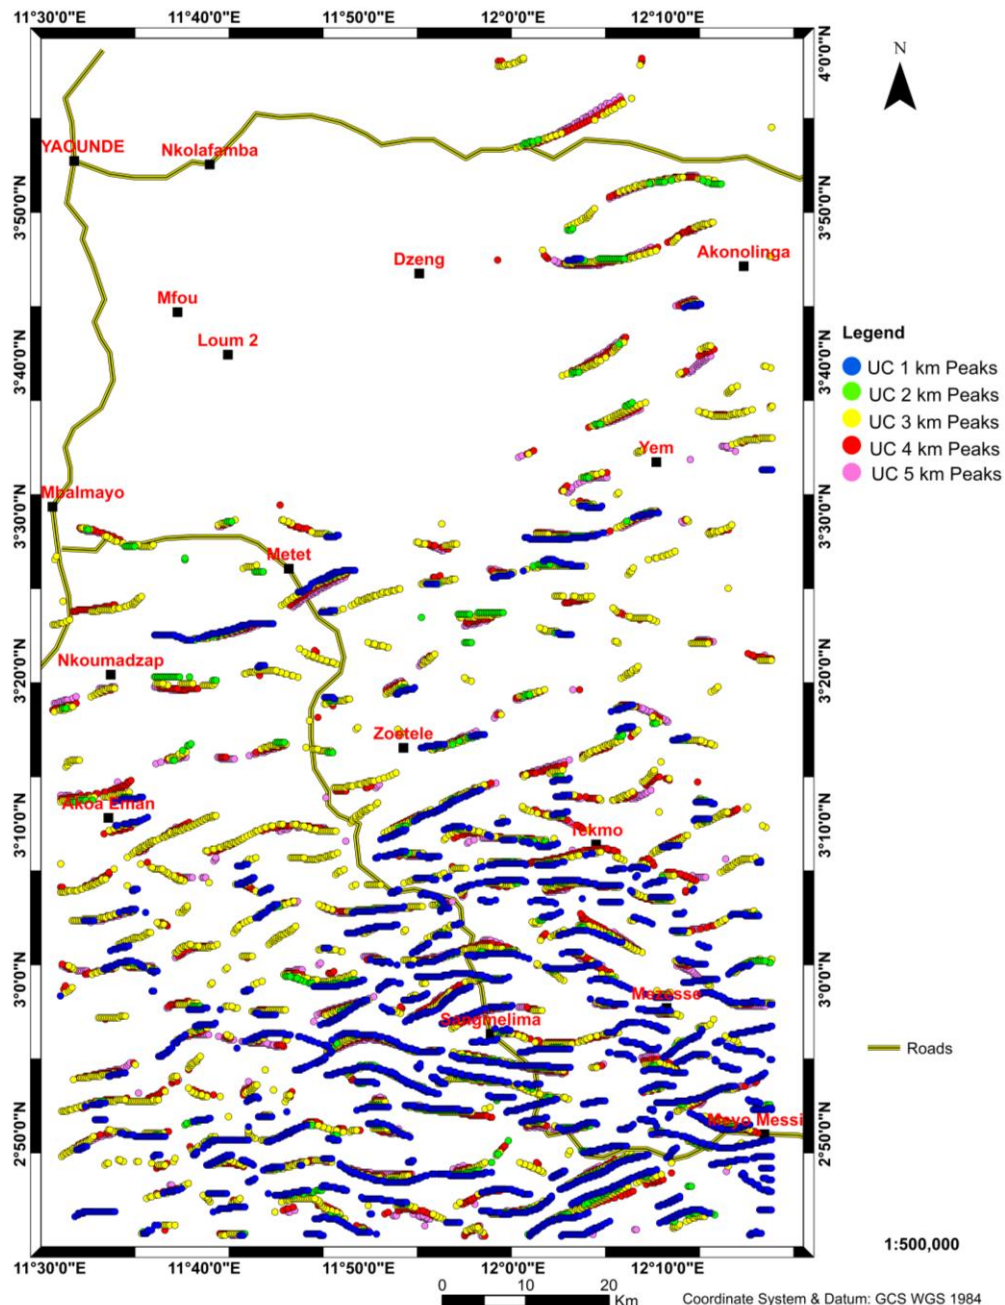 11°30'0"E 11°40'0"E 11°50'0"E 12°0'0"E 12°10'0"E
4°0'0"N
N
YAOUNDE
Nkolafamba
3°50'0"N 3°50'0"N
Dzeng
Akonolinga
Mfou
Loum 2
3°40'0"N 3°40'0"N
Legend
UC 1 km Peaks
UC 2 km Peaks
UC 3 km Peaks
UC 4 km Peaks
UC 5 km Peaks
Yem
Mbalmayo
3°30'0"N 3°30'0"N
Metet
Nkoumadzap
3°20'0"N 3°20'0"N
Zoetele
Akoa Eman
3°10'0"N 3°10'0"N
Tekmo
3°0'0"N 3°0'0"N
Mezesse
Sangmelima
Roads
Meyo Messi
2°50'0"N 2°50'0"N
1:500,000
11°30'0"E 11°40'0"E 11°50'0"E 12°0'0"E 12°10'0"E
0 10 20
Km
Coordinate System & Datum: GCS WGS 1984